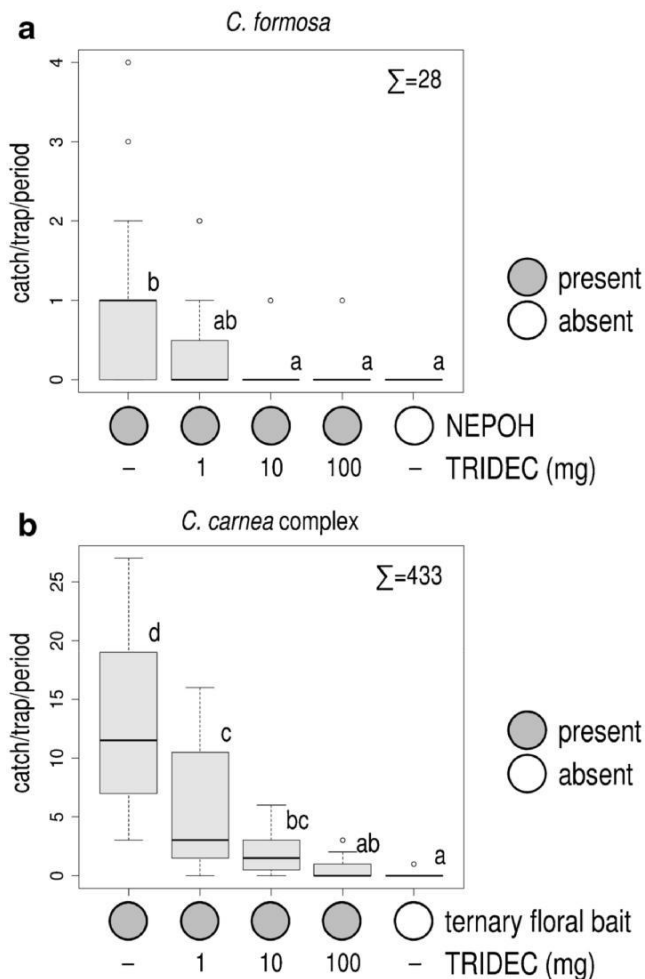 a
C. formosa
∑=28
catch/trap/period
4
3
2
1
0
b
ab
a
a
a
present
absent
NEPOH
– 1 10 100 – TRIDEC (mg)
b
C. carnea complex
∑=433
catch/trap/period
25
20
15
10
5
0
d
c
bc
ab
a
present
absent
ternary floral bait
– 1 10 100 – TRIDEC (mg)